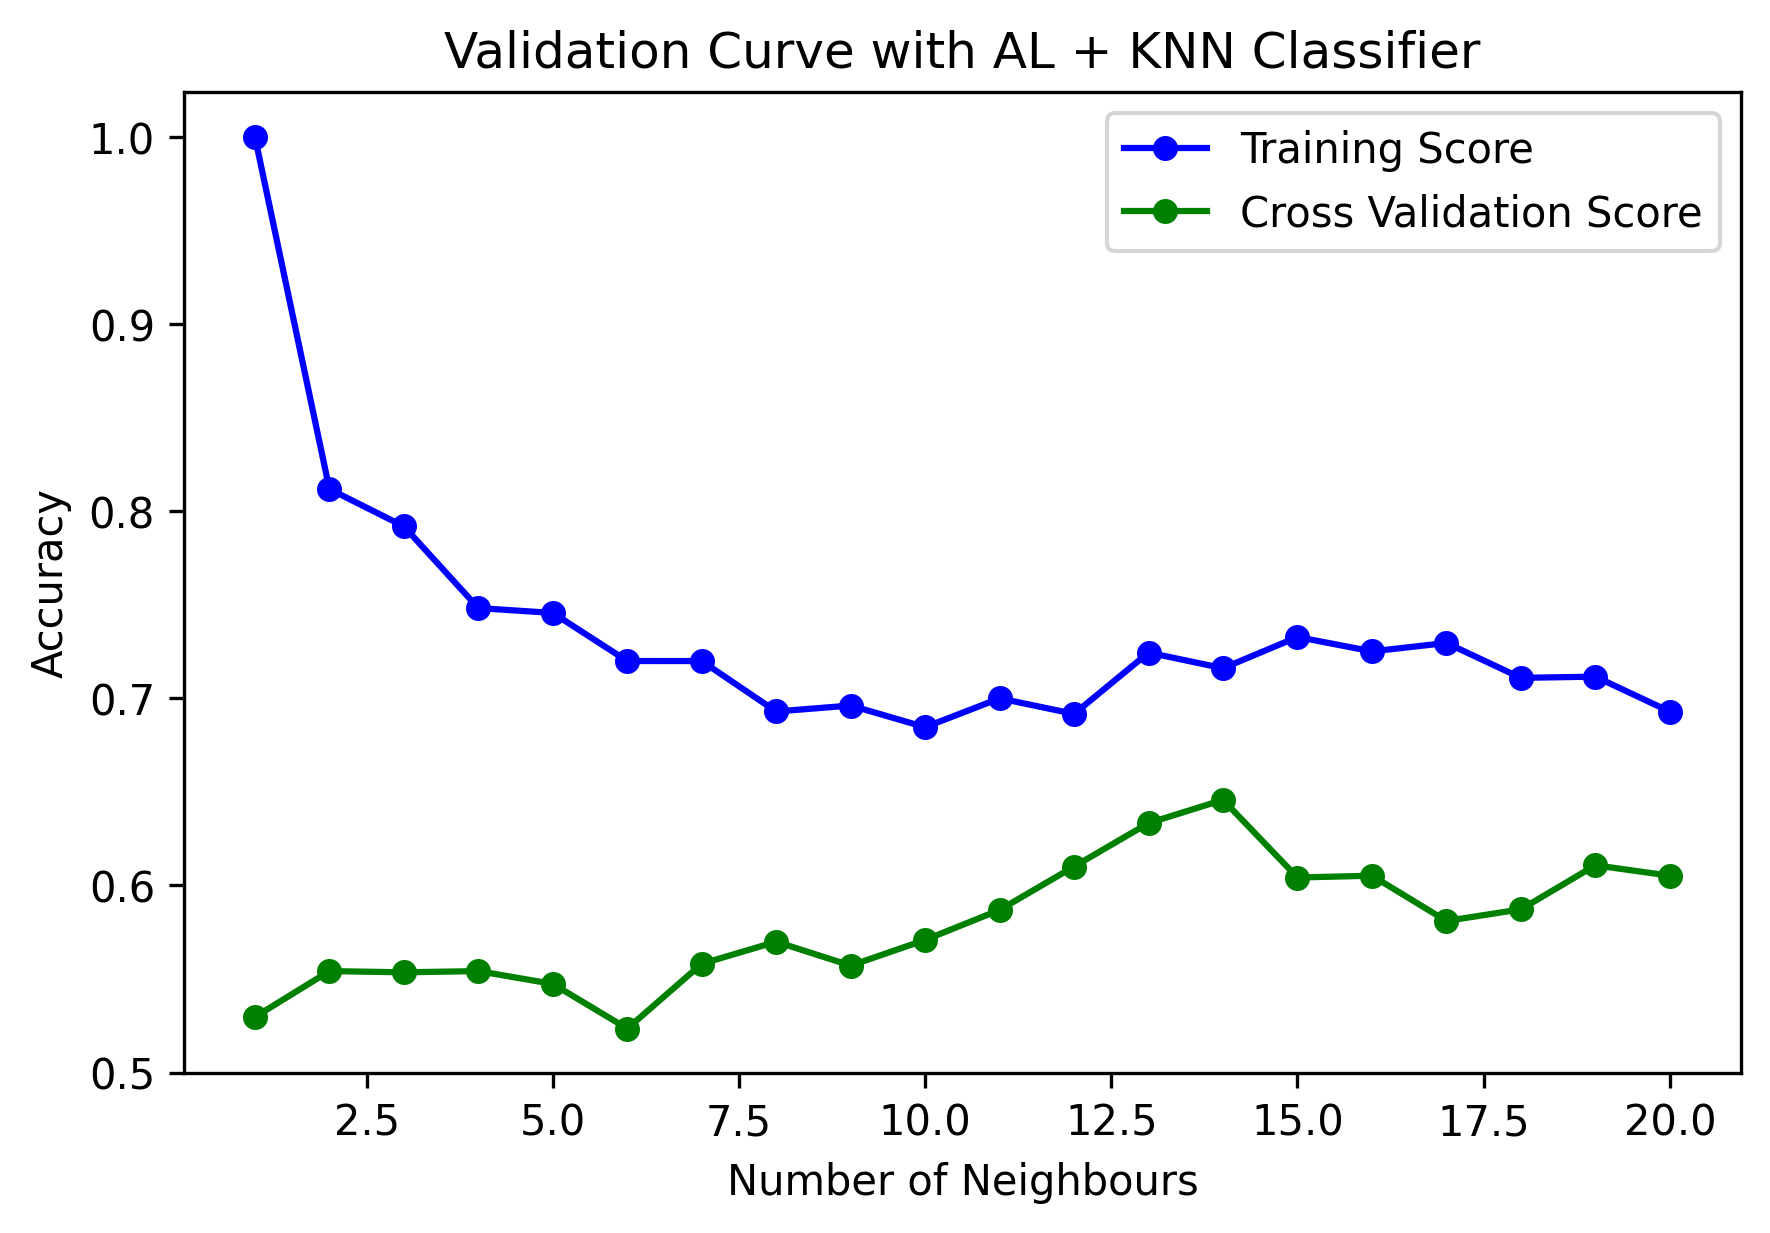 Validation Curve with AL + KNN Classifier
Training Score
Cross Validation Score
1.0
0.9
0.8
0.7
0.6
0.5
Accuracy
2.5 5.0 7.5 10.0 12.5 15.0 17.5 20.0
Number of Neighbours